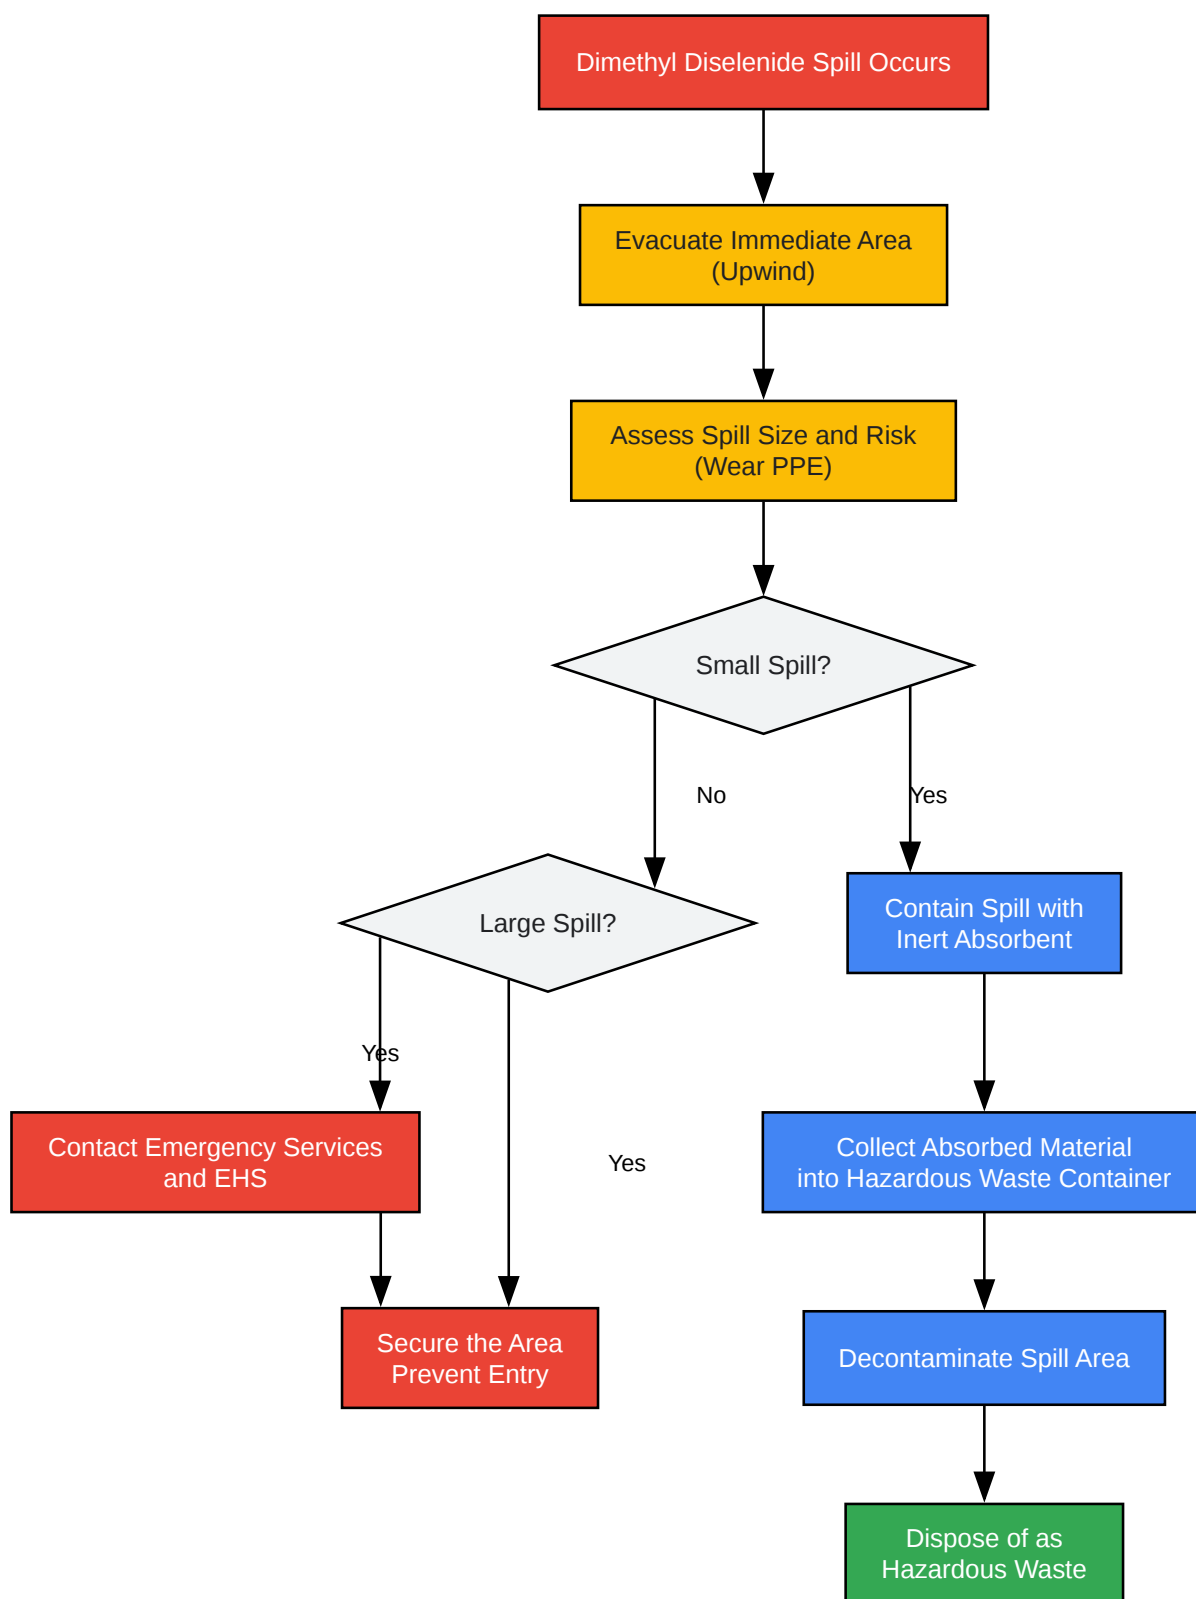 Dimethyl Diselenide Spill Occurs
Evacuate Immediate Area
(Upwind)
Assess Spill Size and Risk
(Wear PPE)
Small Spill?
No
Yes
Large Spill?
Contain Spill with
Inert Absorbent
Yes
Contact Emergency Services
and EHS
Yes
Collect Absorbed Material
into Hazardous Waste Container
Secure the Area
Prevent Entry
Decontaminate Spill Area
Dispose of as
Hazardous Waste